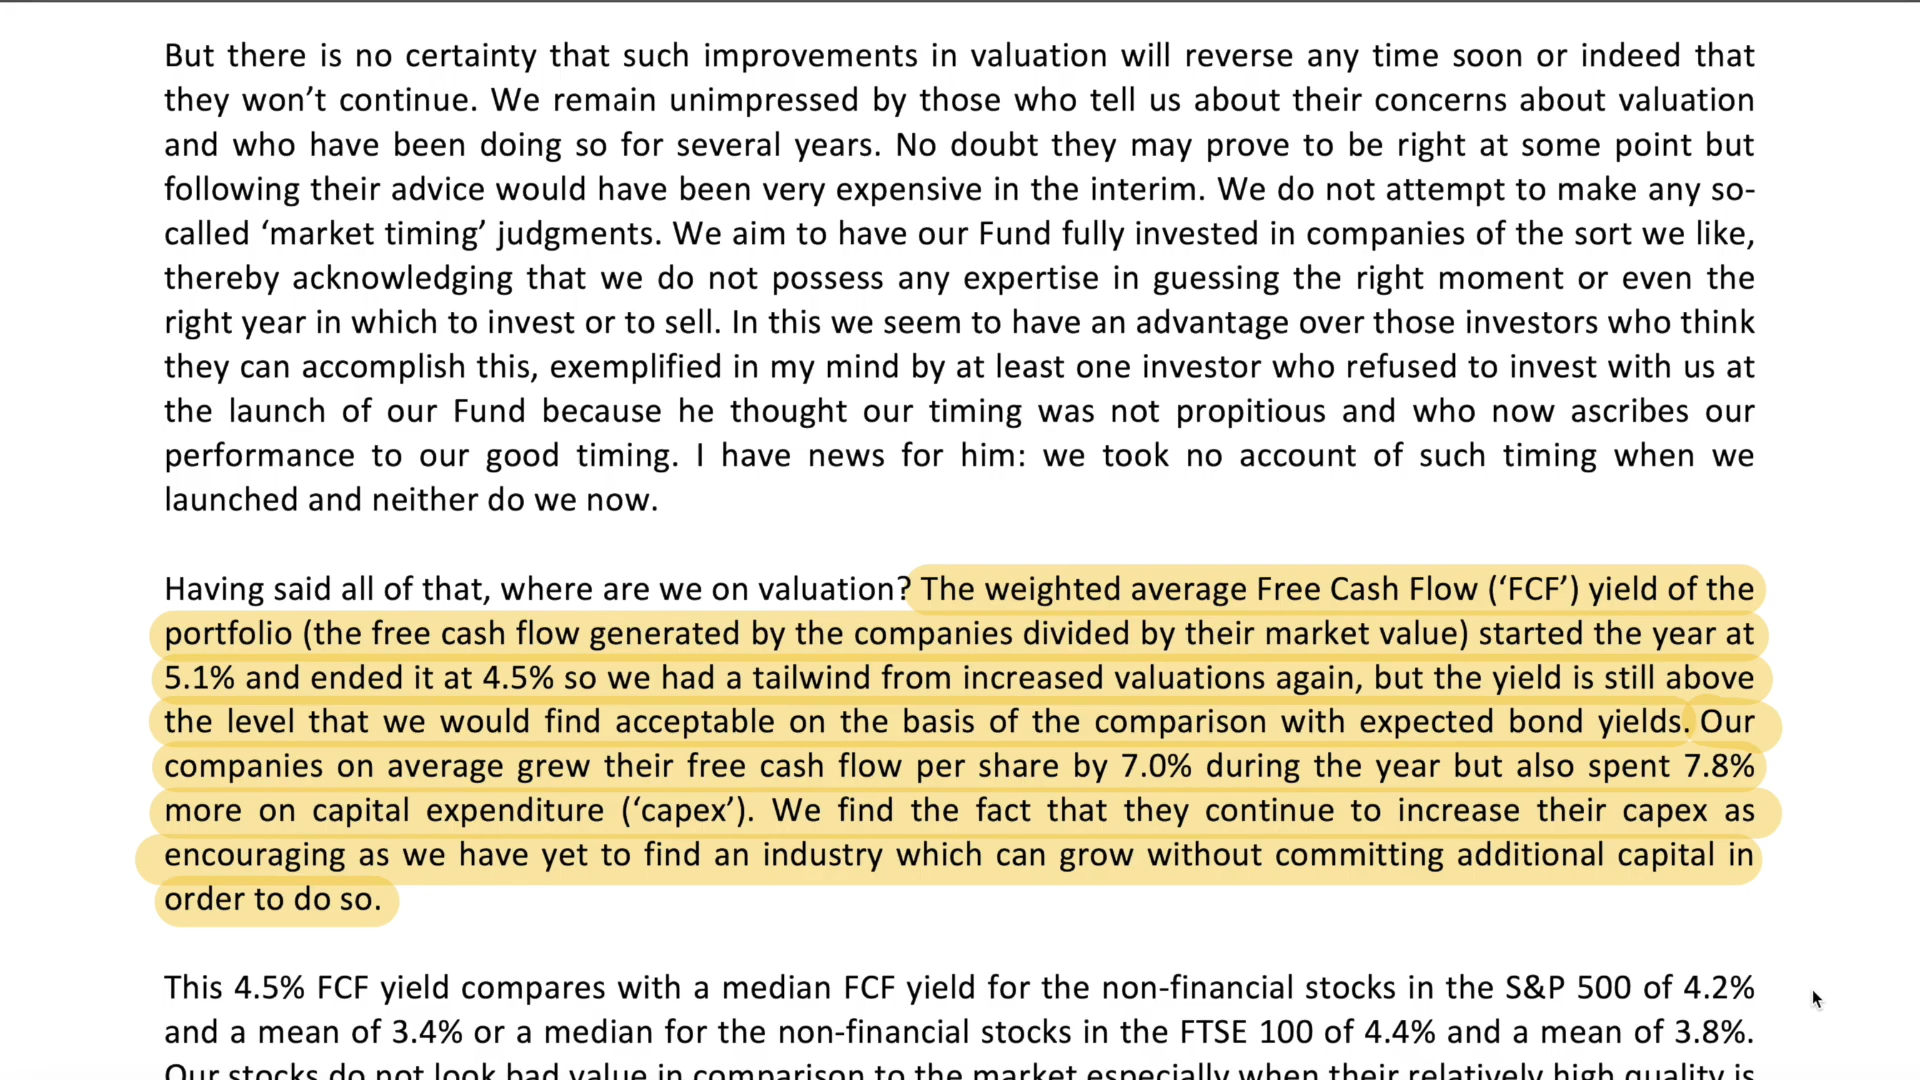 But there is no certainty that such improvements in valuation will reverse any time soon or indeed that
they won’t continue. We remain unimpressed by those who tell us about their concerns about valuation
and who have been doing so for several years. No doubt they may prove to be right at some point but
following their advice would have been very expensive in the interim. We do not attempt to make any so-
called ‘market timing’ judgments. We aim to have our Fund fully invested in companies of the sort we like,
thereby acknowledging that we do not possess any expertise in guessing the right moment or even the
right year in which to invest or to sell. In this we seem to have an advantage over those investors who think
they can accomplish this, exemplified in my mind by at least one investor who refused to invest with us at
the launch of our Fund because he thought our timing was not propitious and who now ascribes our
performance to our good timing. I have news for him: we took no account of such timing when we
launched and neither do we now.
Having said all of that, where are we on valuation? The weighted average Free Cash Flow (‘FCF’) yield of the
portfolio (the free cash flow generated by the companies divided by their market value) started the year at
5.1% and ended it at 4.5% so we had a tailwind from increased valuations again, but the yield is still above
the level that we would find acceptable on the basis of the comparison with expected bond yields. Our
companies on average grew their free cash flow per share by 7.0% during the year but also spent 7.8%
more on capital expenditure (‘capex’). We find the fact that they continue to increase their capex as
encouraging as we have yet to find an industry which can grow without committing additional capital in
order to do so.
This 4.5% FCF yield compares with a median FCF yield for the non-financial stocks in the S&P 500 of 4.2%
and a mean of 3.4% or a median for the non-financial stocks in the FTSE 100 of 4.4% and a mean of 3.8%.
Our stocks do not look bad value in comparison to the market especially when their relatively high quality is